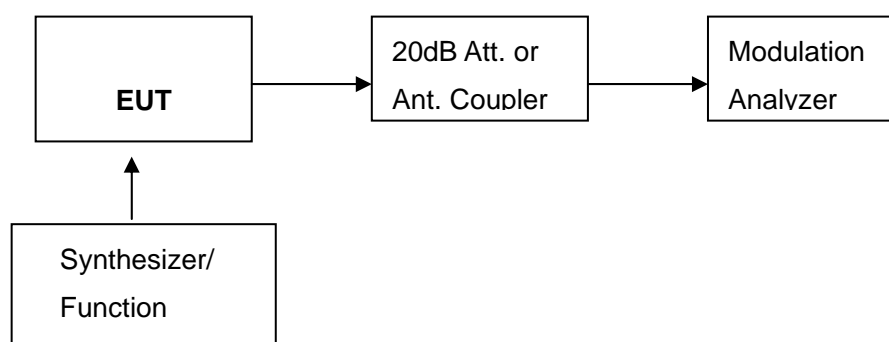 EUT
20dB Att. or
Ant. Coupler
Modulation
Analyzer
Synthesizer/
Function